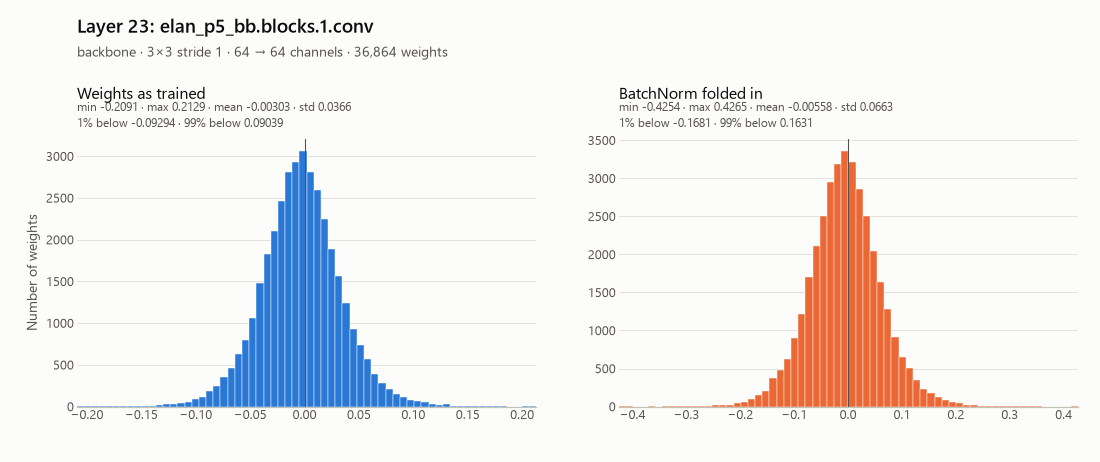 Layer 23: elan_p5_bb.blocks.1.conv
backbone · 3×3 stride 1 · 64 → 64 channels · 36,864 weights
Weights as trained
min -0.2091 · max 0.2129 · mean -0.00303 · std 0.0366
1% below -0.09294 · 99% below 0.09039
Number of weights
3000
2500
2000
1500
1000
500
0
−0.20 −0.15 −0.10 −0.05 0.00 0.05 0.10 0.15 0.20
BatchNorm folded in
min -0.4254 · max 0.4265 · mean -0.00558 · std 0.0663
1% below -0.1681 · 99% below 0.1631
3500
3000
2500
2000
1500
1000
500
0
−0.4 −0.3 −0.2 −0.1 0.0 0.1 0.2 0.3 0.4